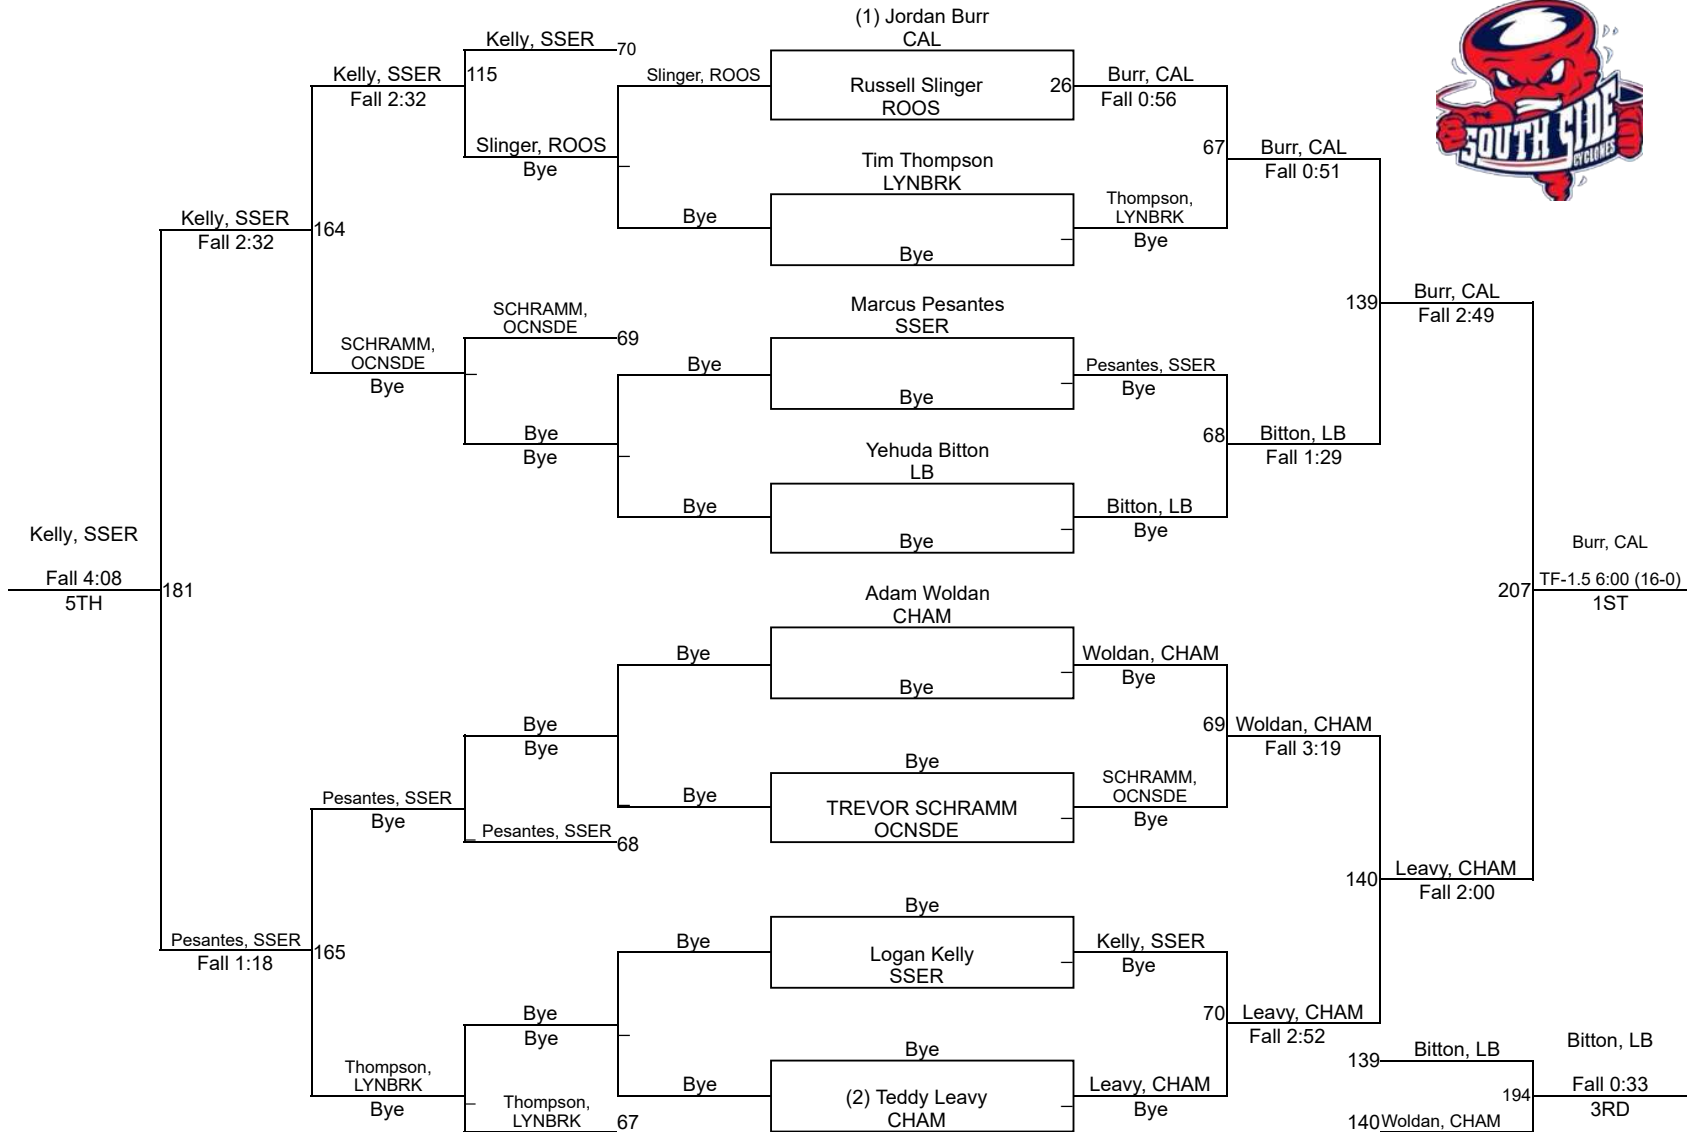 (1) Jordan Burr
CAL
Kelly, SSER
70
Kelly, SSER
115
Fall 2:32
Slinger, ROOS
Russell Slinger
ROOS
26
Burr, CAL
Fall 0:56
SOUTH SIDE
CYCLONES
Slinger, ROOS
Bye
Tim Thompson
LYNBRK
67
Burr, CAL
Fall 0:51
Thompson,
LYNBRK
Bye
Bye
Bye
Kelly, SSER
Fall 2:32
164
Marcus Pesantes
SSER
139
Burr, CAL
Fall 2:49
SCHRAMM,
OCNSDE
69
SCHRAMM,
OCNSDE
Bye
Bye
Bye
Pesantes, SSER
Bye
Bye
Bye
Yehuda Bitton
LB
68
Bitton, LB
Fall 1:29
Bye
Bye
Bitton, LB
Bye
Kelly, SSER
Fall 4:08
5TH
181
Burr, CAL
207
TF-1.5 6:00 (16-0)
1ST
Adam Woldan
CHAM
Bye
Bye
Woldan, CHAM
Bye
Bye
Bye
69
Woldan, CHAM
Fall 3:19
Bye
Bye
TREVOR SCHRAMM
OCNSDE
SCHRAMM,
OCNSDE
Bye
Pesantes, SSER
Bye
Pesantes, SSER
68
140
Leavy, CHAM
Fall 2:00
Bye
Bye
Logan Kelly
SSER
Kelly, SSER
Bye
Pesantes, SSER
Fall 1:18
165
Bye
Bye
70
Leavy, CHAM
Fall 2:52
Bye
Bye
(2) Teddy Leavy
CHAM
Leavy, CHAM
Bye
Thompson,
LYNBRK
Bye
Thompson,
LYNBRK
67
139
Bitton, LB
Bitton, LB
194
Fall 0:33
3RD
140
Woldan, CHAM